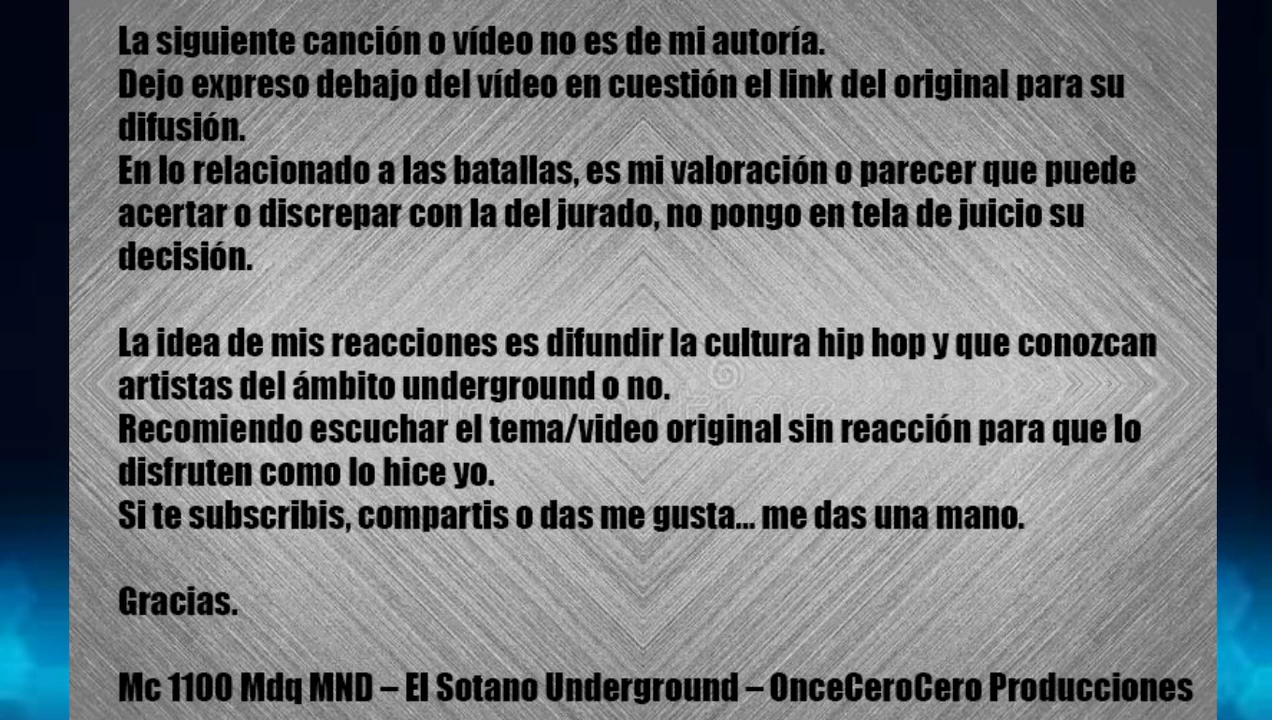 La siguiente canción o vídeo no es de mi autoría.
Dejo expreso debajo del vídeo en cuestión el link del original para su
difusión.
En lo relacionado a las batallas, es mi valoración o parecer que puede
acertar o discrepar con la del jurado, no pongo en tela de juicio su
decisión.
La idea de mis reacciones es difundir la cultura hip hop y que conozcan
artistas del ámbito underground o no.
Recomiendo escuchar el tema/video original sin reacción para que lo
disfruten como lo hice yo.
Si te subscribis, compartis o das me gusta... me das una mano.
Gracias.
Mc 1100 Mdq MND – El Sotano Underground – OnceCeroCero Producciones